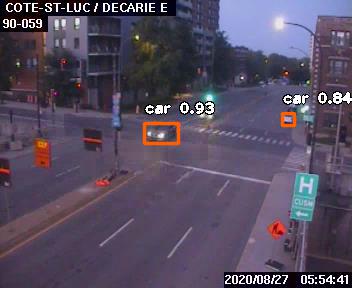 COTE-ST-LUC / DECARIE E
90-059
car 0.93
car 0.84
H
CUSM
2020/08/27 05:54:41